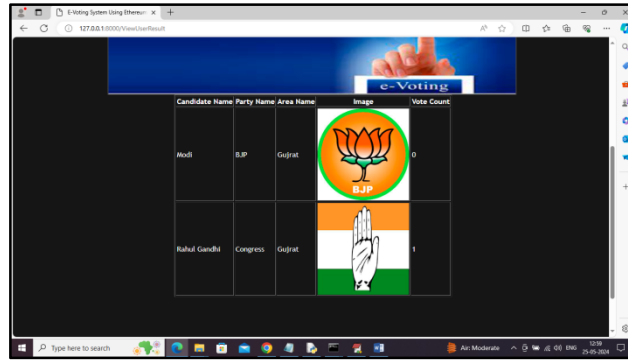 E-Voting System Using Ethereum
127.0.0.1:8000/ViewUserResult
e-Voting
Candidate Name Party Name Area Name Image Vote Count
Modi BJP Gujrat BJP 0
Rahul Gandhi Congress Gujrat 1
Type here to search
Air: Moderate
ENG
12:59
25-05-2024